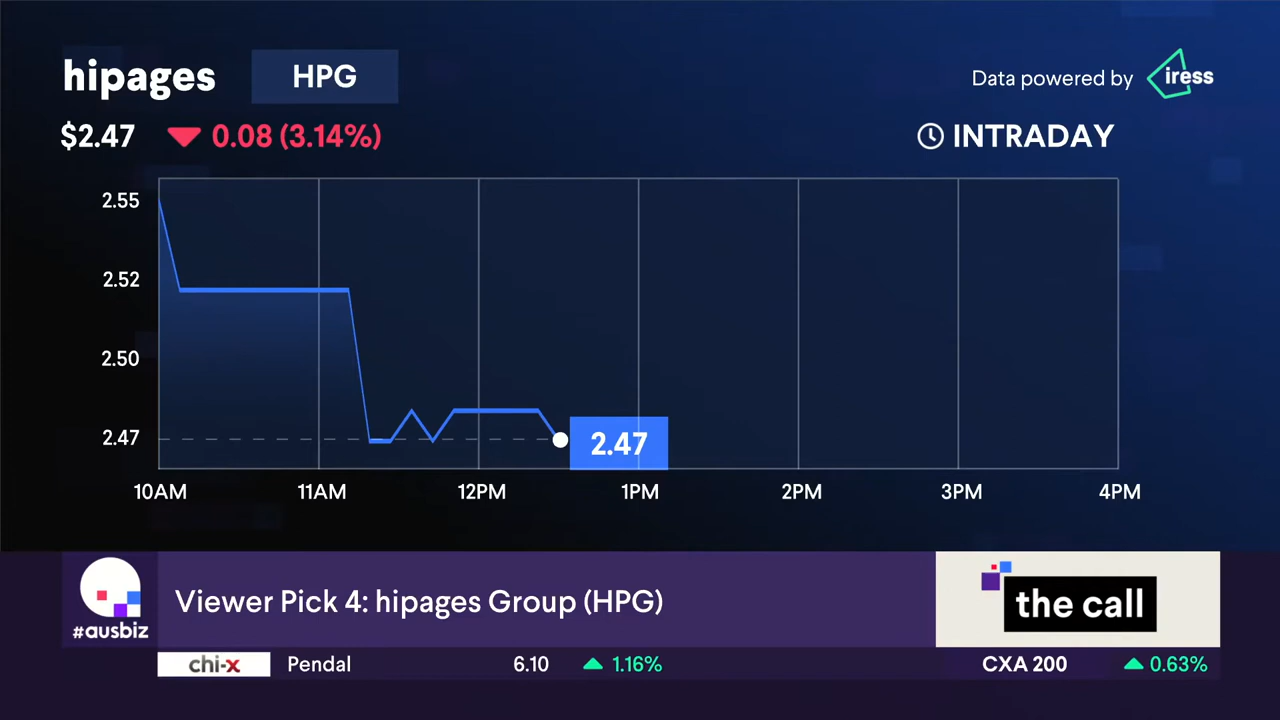 hipages HPG
Data powered by iress
$2.47 ▼ 0.08 (3.14%)
INTRADAY
2.55
2.52
2.50
2.47
2.47
10AM 11AM 12PM 1PM 2PM 3PM 4PM
#ausbiz
Viewer Pick 4: hipages Group (HPG)
the call
chi-x Pendal 6.10 ▲ 1.16% CXA 200 ▲ 0.63%